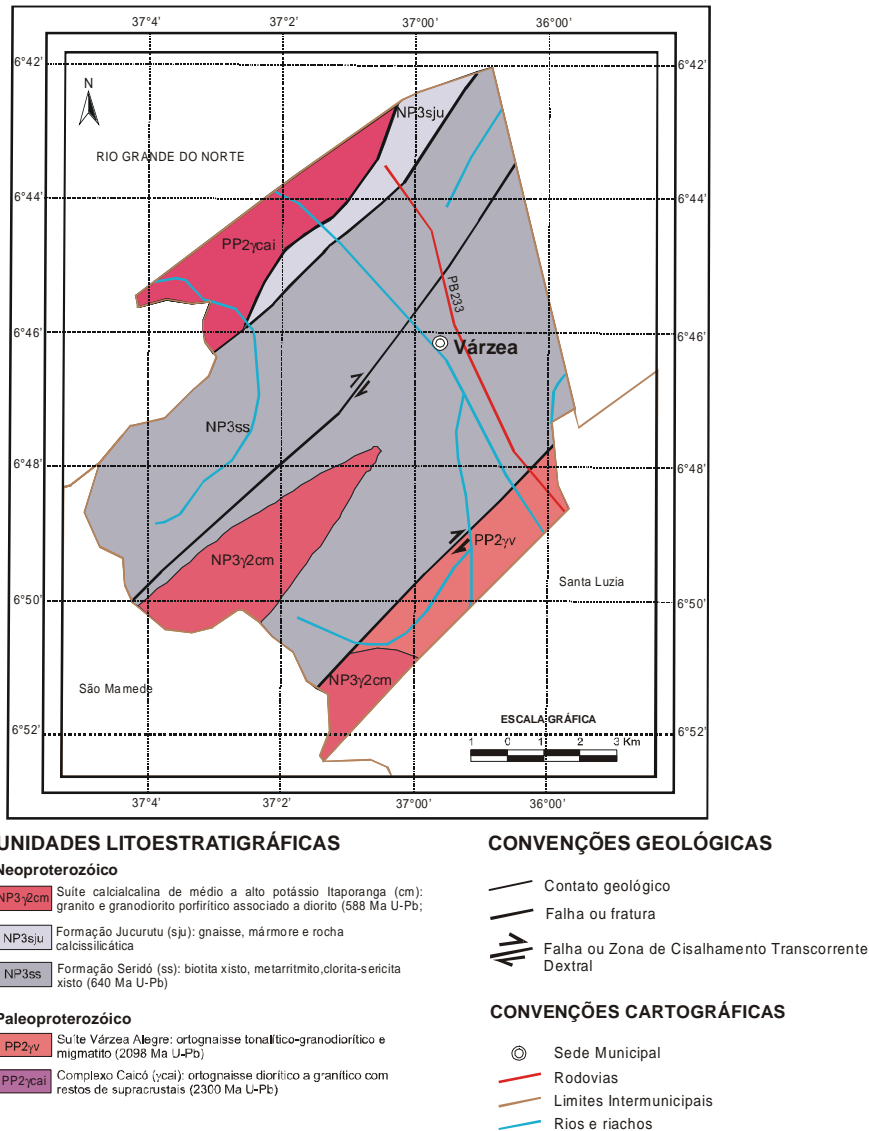 37°4' 37°2' 37°00' 36°00'
6°42' 6°42'
N
NP3sju
RIO GRANDE DO NORTE
6°44' 6°44'
PP2γcai
PB233
6°46' 6°46'
Várzea
NP3ss
6°48' 6°48'
PP2γv
NP3γ2cm
Santa Luzia
6°50' 6°50'
NP3γ2cm
São Mamede
ESCALA GRÁFICA
6°52' 6°52'
1 0 1 2 3 Km
37°4' 37°2' 37°00' 36°00'
UNIDADES LITOESTRATIGRÁFICAS
Neoproterozóico
NP3γ2cm Suíte calcialcalina de médio a alto potássio Itaporanga (cm):
granito e granodiorito porfirítico associado a diorito (588 Ma U-Pb;
NP3sju Formação Jucurutu (sju): gnaisse, mármore e rocha
calcissilicática
NP3ss Formação Seridó (ss): biotita xisto, metarritmito,clorita-sericita
xisto (640 Ma U-Pb)
Paleoproterozóico
PP2γv Suíte Várzea Alegre: ortognaisse tonalítico-granodiorítico e
migmatito (2098 Ma U-Pb)
PP2γcai Complexo Caicó (γcai): ortognaisse diorítico a granítico com
restos de supracrustais (2300 Ma U-Pb)
CONVENÇÕES GEOLÓGICAS
Contato geológico
Falha ou fratura
Falha ou Zona de Cisalhamento Transcorrente
Dextral
CONVENÇÕES CARTOGRÁFICAS
Sede Municipal
Rodovias
Limites Intermunicipais
Rios e riachos